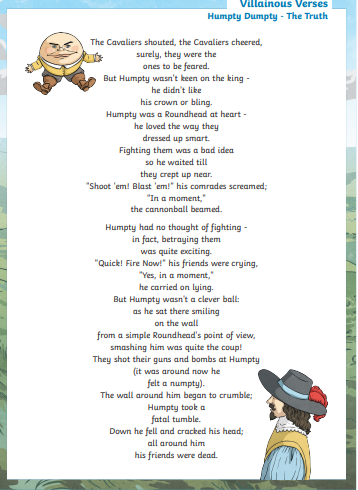 Villainous Verses
Humpty Dumpty - The Truth
The Cavaliers shouted, the Cavaliers cheered,
surely, they were the
ones to be feared.
But Humpty wasn't keen on the king -
he didn't like
his crown or bling.
Humpty was a Roundhead at heart -
he loved the way they
dressed up smart.
Fighting them was a bad idea
so he waited till
they crept up near.
"Shoot 'em! Blast 'em!" his comrades screamed;
"In a moment,"
the cannonball beamed.
Humpty had no thought of fighting -
in fact, betraying them
was quite exciting.
"Quick! Fire Now!" his friends were crying,
"Yes, in a moment,"
he carried on lying.
But Humpty wasn't a clever ball:
as he sat there smiling
on the wall
from a simple Roundhead's point of view,
smashing him was quite the coup!
They shot their guns and bombs at Humpty
(it was around now he
felt a numpty).
The wall around him began to crumble;
Humpty took a
fatal tumble.
Down he fell and cracked his head;
all around him
his friends were dead.